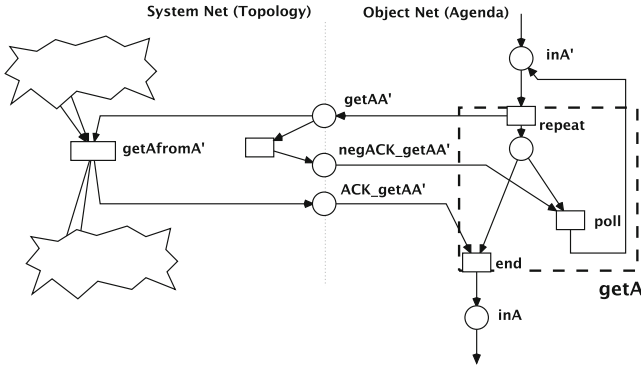 System Net (Topology)
Object Net (Agenda)
inA'
getAA'
repeat
getAfromA'
negACK_getAA'
ACK_getAA'
poll
end
getA
inA